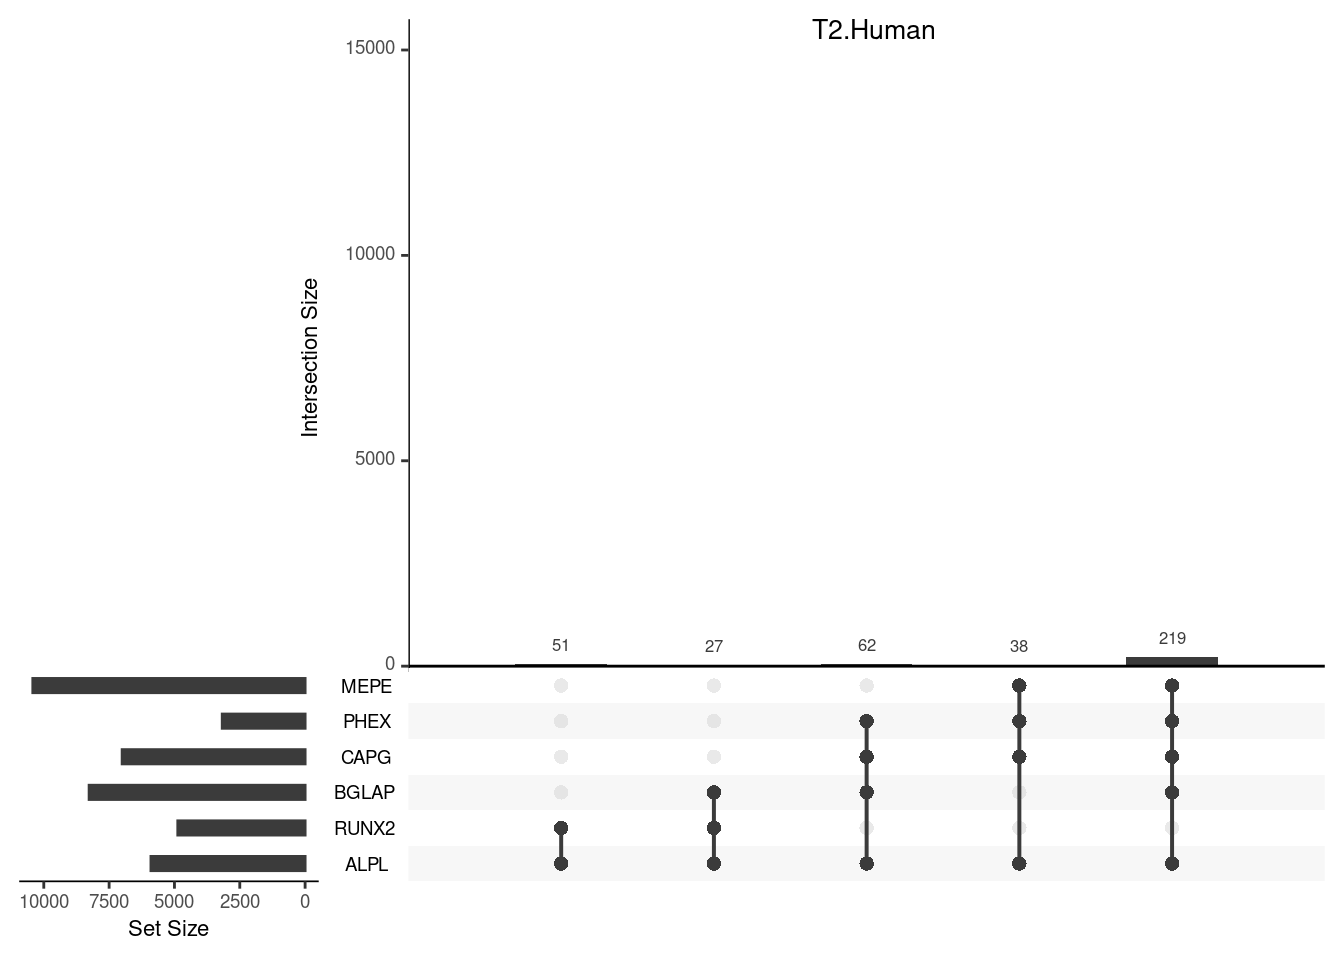 T2.Human
15000
10000
5000
0
Intersection Size
51 27 62 38 219
MEPE
PHEX
CAPG
BGLAP
RUNX2
ALPL
10000 7500 5000 2500 0
Set Size